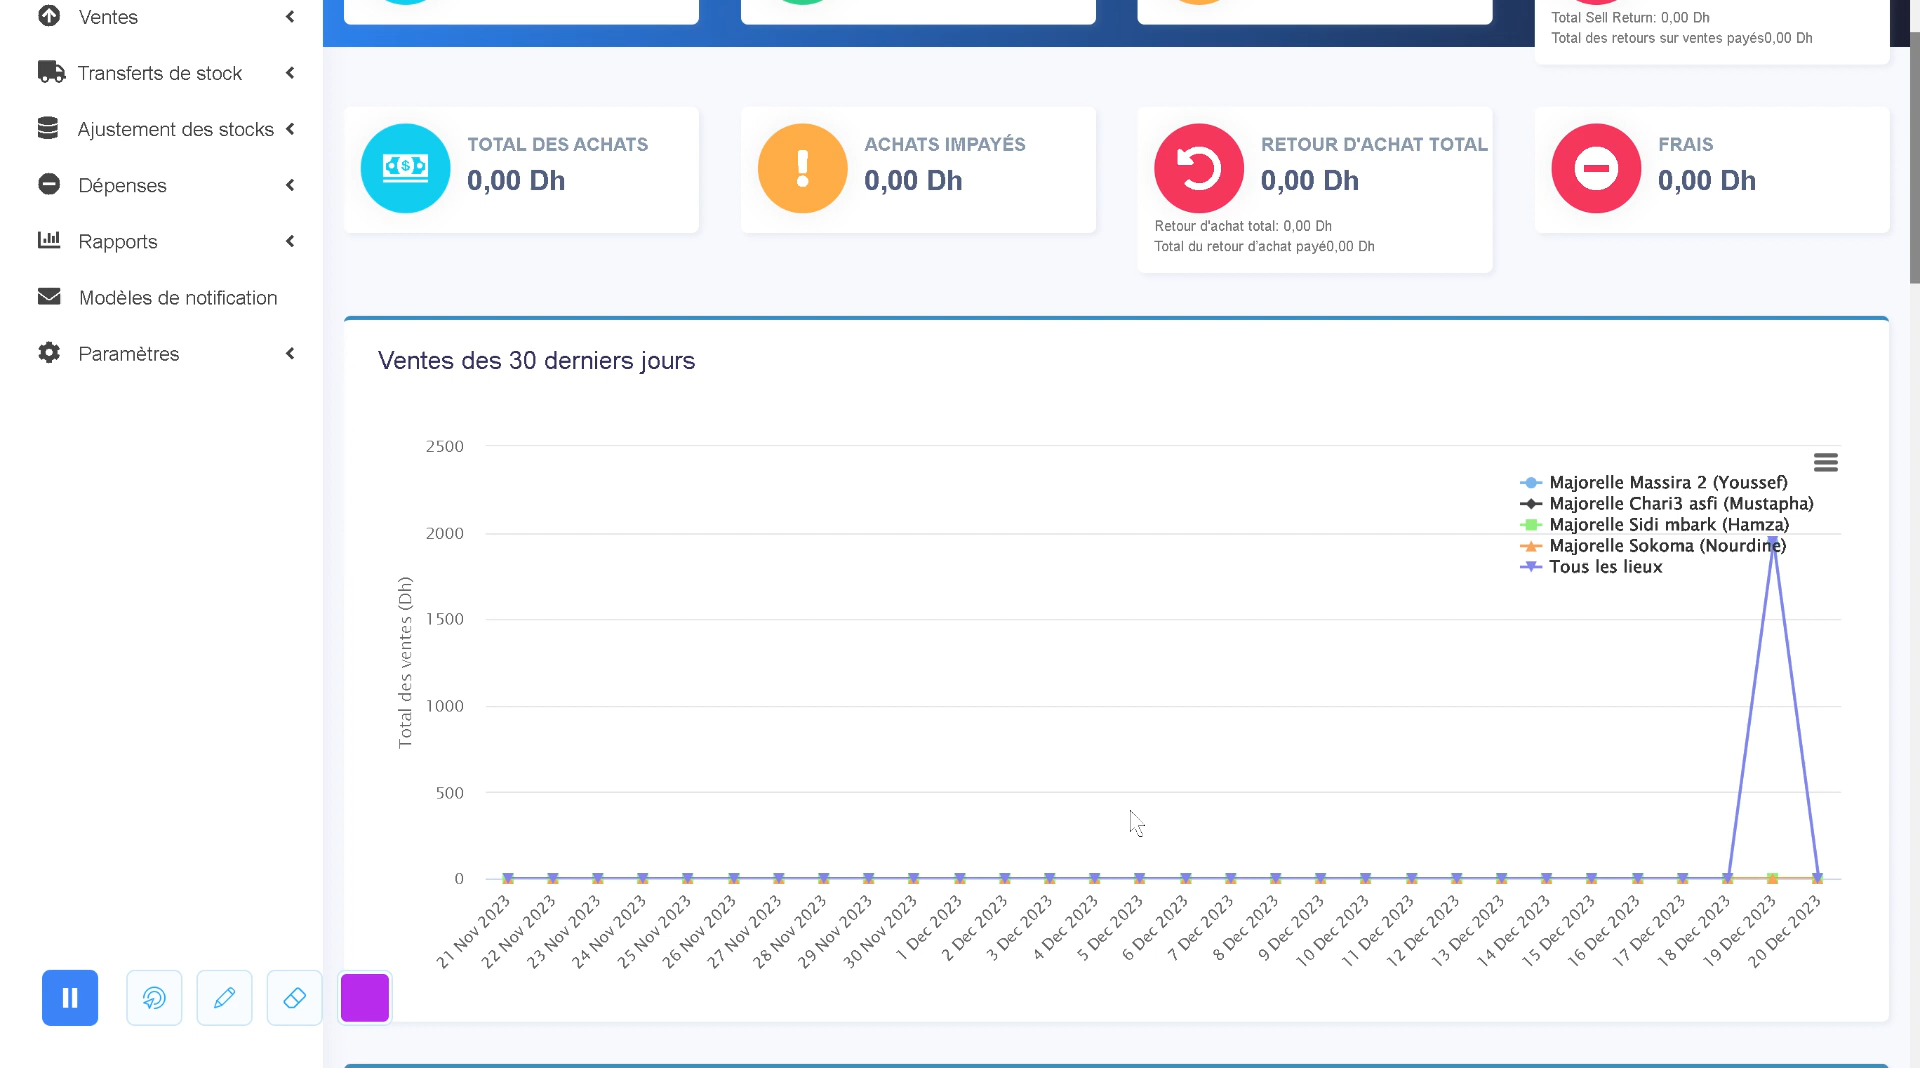 Ventes
Transferts de stock
Ajustement des stocks
Dépenses
Rapports
Modèles de notification
Paramètres
Total Sell Return: 0,00 Dh
Total des retours sur ventes payés0,00 Dh
TOTAL DES ACHATS
0,00 Dh
ACHATS IMPAYÉS
0,00 Dh
RETOUR D'ACHAT TOTAL
0,00 Dh
Retour d'achat total: 0,00 Dh
Total du retour d'achat payé0,00 Dh
FRAIS
0,00 Dh
Ventes des 30 derniers jours
Total des ventes (Dh)
2500
2000
1500
1000
500
0
Majorelle Massira 2 (Youssef)
Majorelle Chari3 asfi (Mustapha)
Majorelle Sidi mbark (Hamza)
Majorelle Sokoma (Nourdine)
Tous les lieux
21 Nov 2023
22 Nov 2023
23 Nov 2023
24 Nov 2023
25 Nov 2023
26 Nov 2023
27 Nov 2023
28 Nov 2023
29 Nov 2023
30 Nov 2023
1 Dec 2023
2 Dec 2023
3 Dec 2023
4 Dec 2023
5 Dec 2023
6 Dec 2023
7 Dec 2023
8 Dec 2023
9 Dec 2023
10 Dec 2023
11 Dec 2023
12 Dec 2023
13 Dec 2023
14 Dec 2023
15 Dec 2023
16 Dec 2023
17 Dec 2023
18 Dec 2023
19 Dec 2023
20 Dec 2023